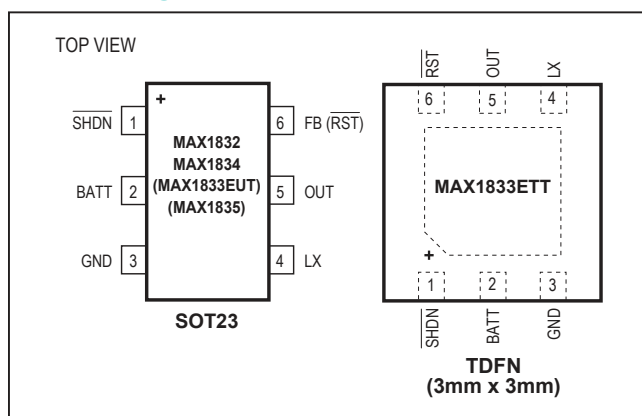 TOP VIEW
+
SHDN 1
6 FB (RST)
MAX1832
MAX1834
(MAX1833EUT)
(MAX1835)
BATT 2
5 OUT
GND 3
4 LX
SOT23
RST
OUT
LX
6
5
4
MAX1833ETT
+
1
2
3
SHDN
BATT
GND
TDFN
(3mm x 3mm)